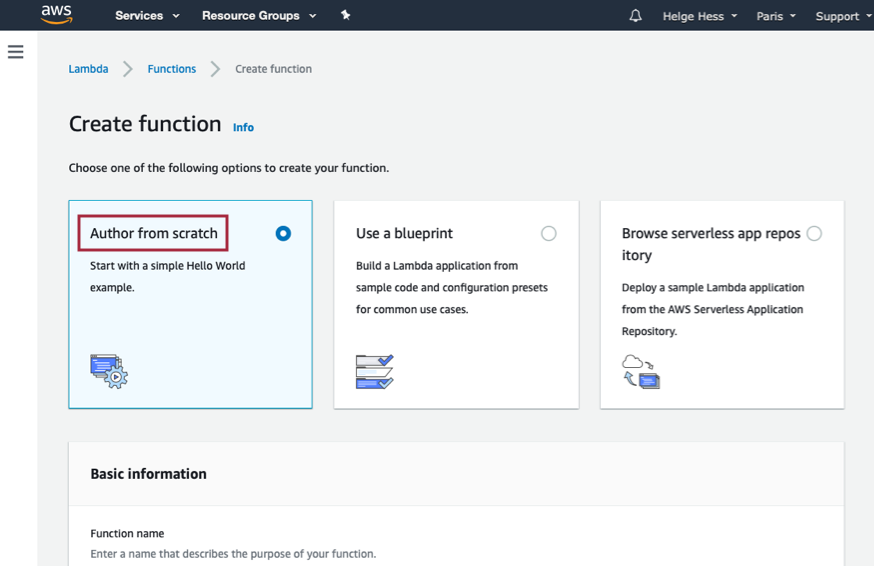 aws Services Resource Groups Helge Hess Paris Support
Lambda Functions Create function
Create function Info
Choose one of the following options to create your function.
Author from scratch
Start with a simple Hello World
example.
Use a blueprint
Build a Lambda application from
sample code and configuration presets
for common use cases.
Browse serverless app repos
itory
Deploy a sample Lambda application
from the AWS Serverless Application
Repository.
Basic information
Function name
Enter a name that describes the purpose of your function.